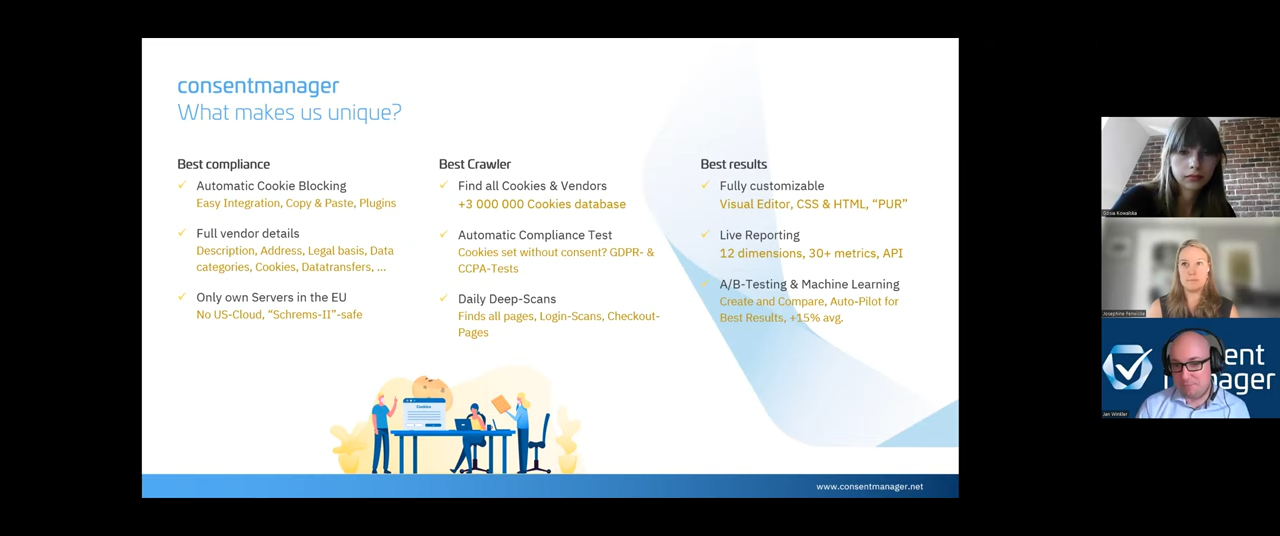 consentmanager
What makes us unique?
Best compliance
Automatic Cookie Blocking
Easy Integration, Copy & Paste, Plugins
Full vendor details
Description, Address, Legal basis, Data
categories, Cookies, Datatransfers, ...
Only own Servers in the EU
No US-Cloud, “Schrems-II”-safe
Best Crawler
Find all Cookies & Vendors
+3 000 000 Cookies database
Automatic Compliance Test
Cookies set without consent? GDPR- &
CCPA-Tests
Daily Deep-Scans
Finds all pages, Login-Scans, Checkout-
Pages
Best results
Fully customizable
Visual Editor, CSS & HTML, “PUR”
Live Reporting
12 dimensions, 30+ metrics, API
A/B-Testing & Machine Learning
Create and Compare, Auto-Pilot for
Best Results, +15% avg.
Cookies
www.consentmanager.net
Kowalska
Josephine
ent
ager
Jan Winkler